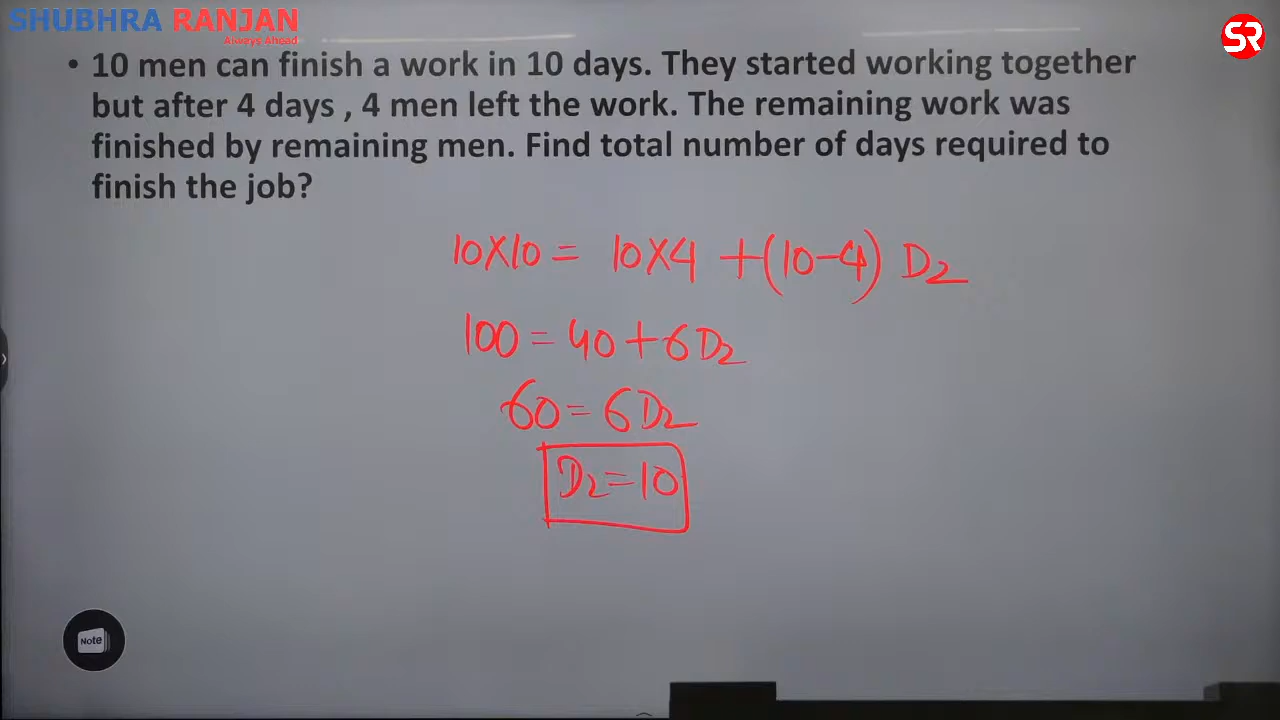 SHUBHRA RANJAN
Always Ahead
SR
• 10 men can finish a work in 10 days. They started working together
but after 4 days , 4 men left the work. The remaining work was
finished by remaining men. Find total number of days required to
finish the job?
10X10 = 10X4 +(10-4) D2
100 = 40+6D2
60 = 6D2
D2=10
Note